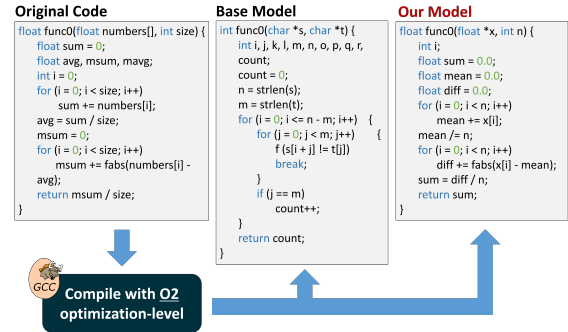 Original Code
float func0(float numbers[], int size) {
float sum = 0;
float avg, msum, mavg;
int i = 0;
for (i = 0; i < size; i++)
sum += numbers[i];
avg = sum / size;
msum = 0;
for (i = 0; i < size; i++)
msum += fabs(numbers[i] -
avg);
return msum / size;
}
Base Model
int func0(char *s, char *t) {
int i, j, k, l, m, n, o, p, q, r,
count;
count = 0;
n = strlen(s);
m = strlen(t);
for (i = 0; i <= n - m; i++) {
for (j = 0; j < m; j++) {
f (s[i + j] != t[j])
break;
}
if (j == m)
count++;
}
return count;
}
Our Model
float func0(float *x, int n) {
int i;
float sum = 0.0;
float mean = 0.0;
float diff = 0.0;
for (i = 0; i < n; i++)
mean += x[i];
mean /= n;
for (i = 0; i < n; i++)
diff += fabs(x[i] - mean);
sum = diff / n;
return sum;
}
GCC
Compile with O2
optimization-level